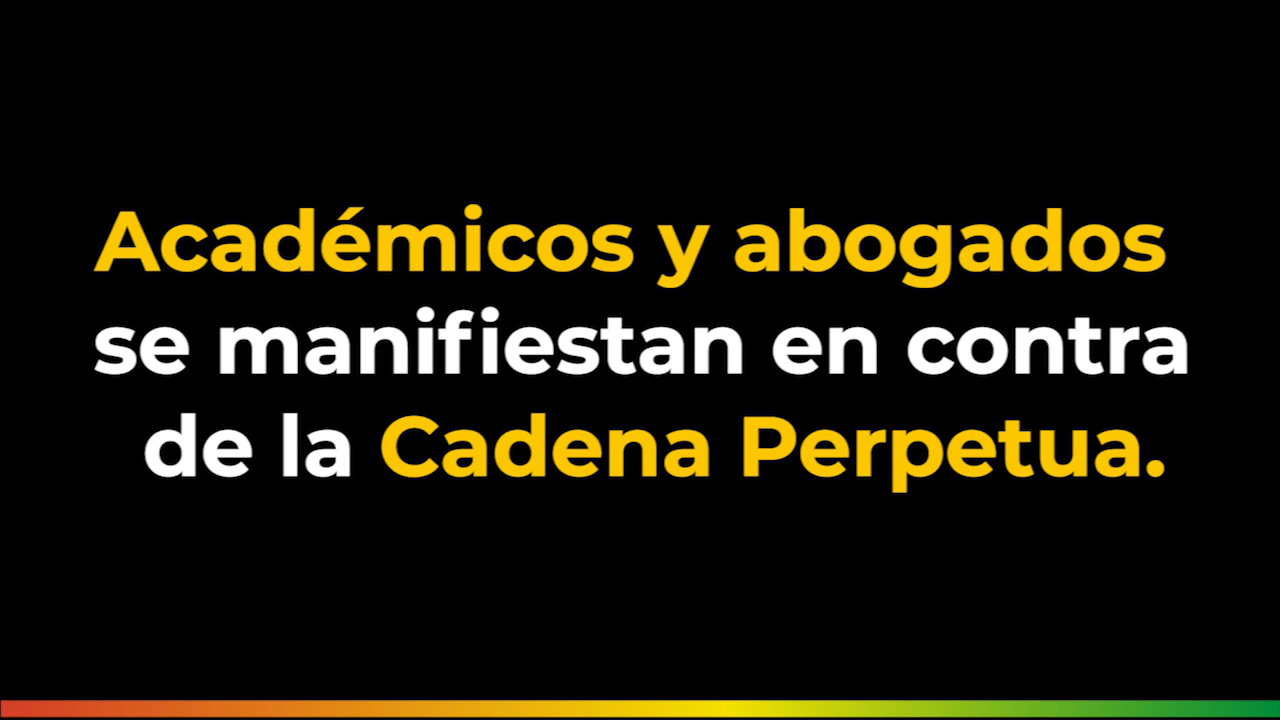 Académicos y abogados
se manifiestan en contra
de la Cadena Perpetua.